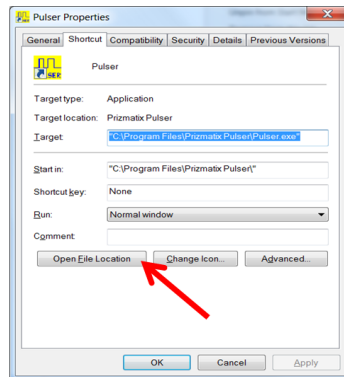 Pulser Properties
General Shortcut Compatibility Security Details Previous Versions
SER
Pulser
Target type: Application
Target location: Prizmatix Pulser
Target: "C:\Program Files\Prizmatix Pulser\Pulser.exe"
Start in: "C:\Program Files\Prizmatix Pulser\"
Shortcut key: None
Run: Normal window
Comment:
Open File Location Change Icon... Advanced...
OK Cancel Apply